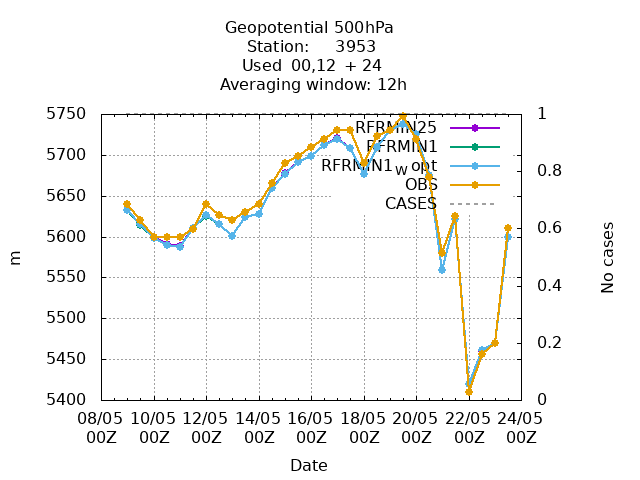 Geopotential 500hPa
Station: 3953
Used 00,12 + 24
Averaging window: 12h
5750
5700
5650
5600
5550
5500
5450
5400
1
0.8
0.6
0.4
0.2
0
RFRMIN25
RFRMIN1
RFRMIN1wopt
OBS
CASES
m
No cases
08/05 10/05 12/05 14/05 16/05 18/05 20/05 22/05 24/05
00Z 00Z 00Z 00Z 00Z 00Z 00Z 00Z 00Z
Date